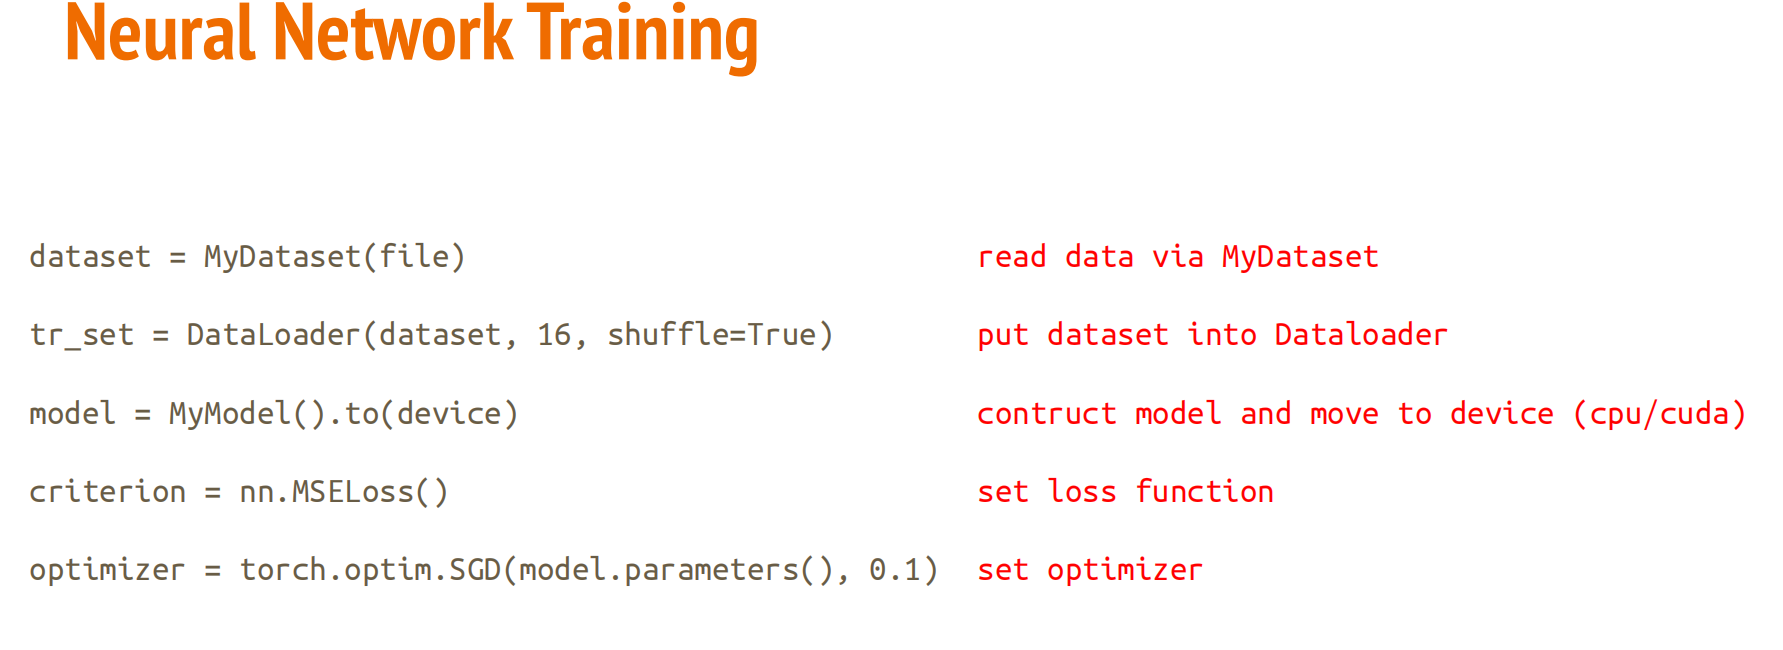 Neural Network Training
dataset = MyDataset(file) read data via MyDataset
tr_set = DataLoader(dataset, 16, shuffle=True) put dataset into Dataloader
model = MyModel().to(device) contruct model and move to device (cpu/cuda)
criterion = nn.MSELoss() set loss function
optimizer = torch.optim.SGD(model.parameters(), 0.1) set optimizer